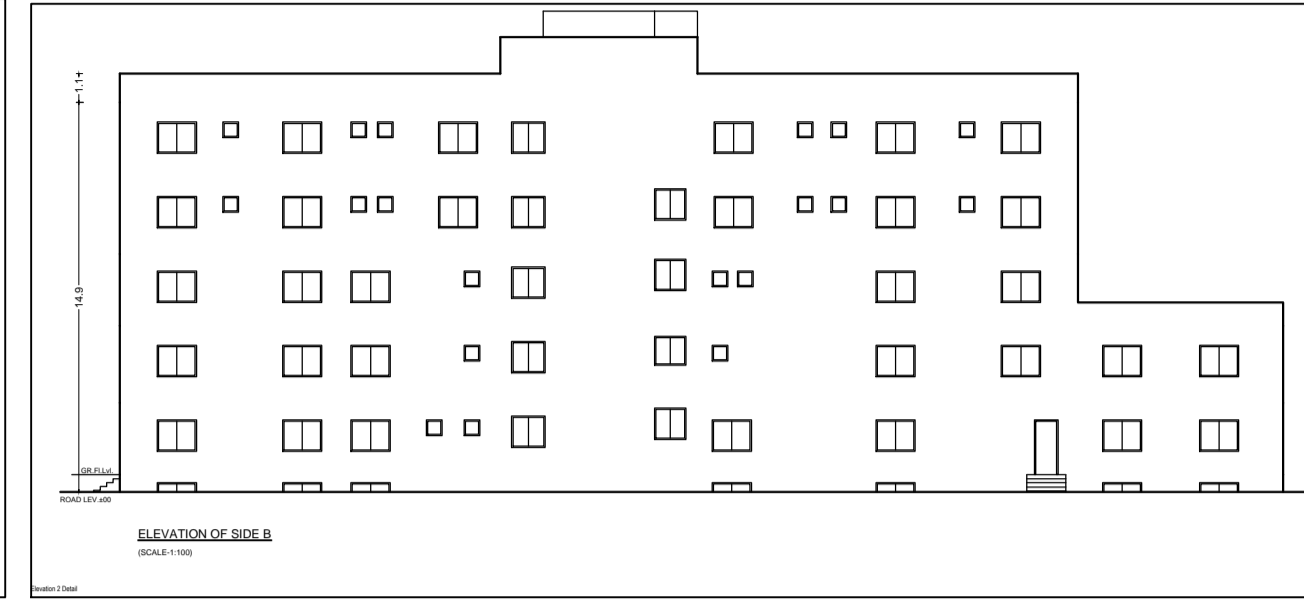 1.1
14.9
GR.Fl.Lvl.
ROAD LEV.±00
ELEVATION OF SIDE B
(SCALE-1:100)
Elevation 2 Detail